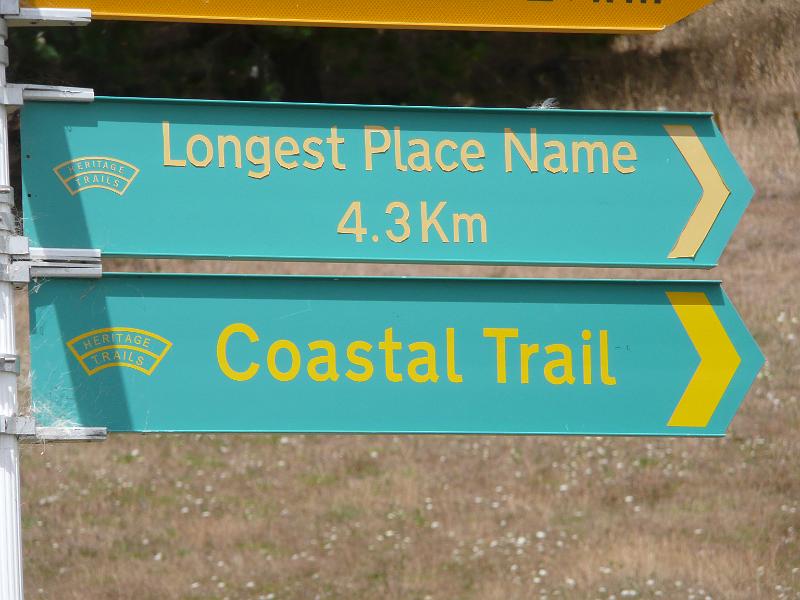 HERITAGE
TRAILS
Longest Place Name
4.3Km
HERITAGE
TRAILS
Coastal Trail